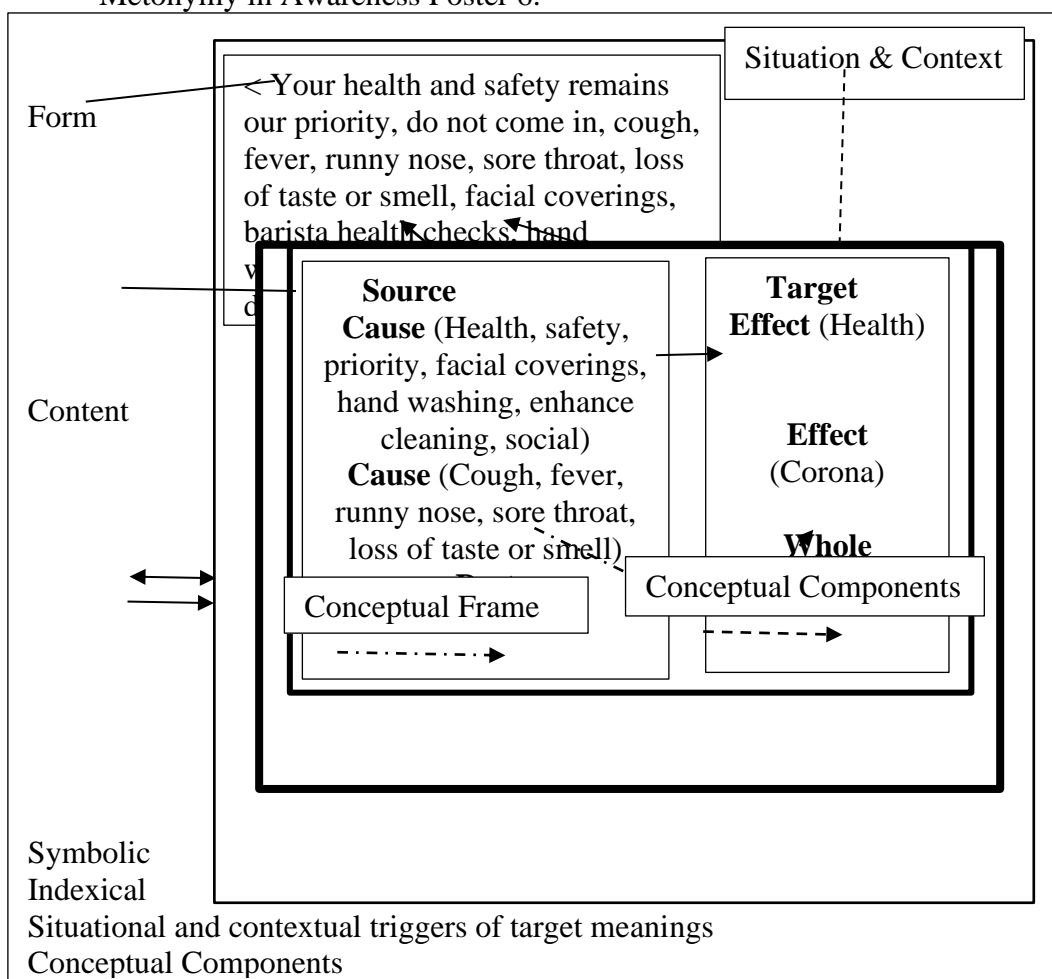 Metonymy in Awareness Poster 6:
Situation & Context
Form
< Your health and safety remains
our priority, do not come in, cough,
fever, runny nose, sore throat, loss
of taste or smell, facial coverings,
barista health checks, hand
w
d
Source
Cause (Health, safety,
priority, facial coverings,
hand washing, enhance
cleaning, social)
Cause (Cough, fever,
runny nose, sore throat,
loss of taste or smell)
Target
Effect (Health)
Effect
(Corona)
Whole
Content
Conceptual Frame
Conceptual Components
Symbolic
Indexical
Situational and contextual triggers of target meanings
Conceptual Components